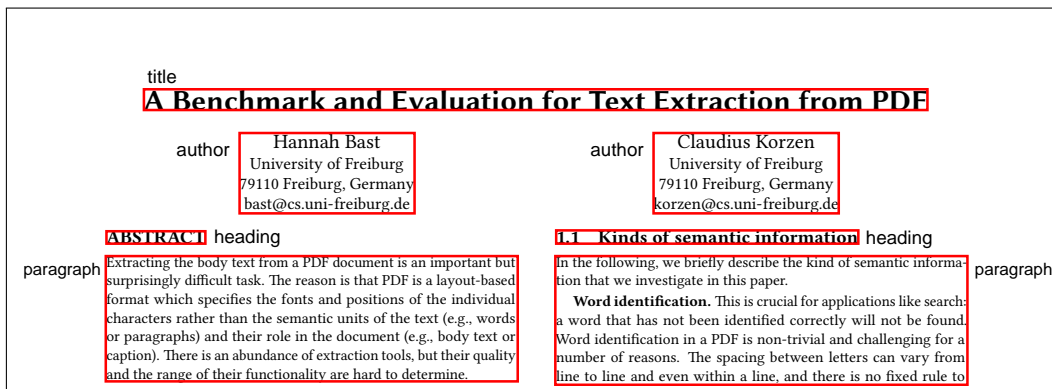 title
A Benchmark and Evaluation for Text Extraction from PDF
author
Hannah Bast
University of Freiburg
79110 Freiburg, Germany
bast@cs.uni-freiburg.de
author
Claudius Korzen
University of Freiburg
79110 Freiburg, Germany
korzen@cs.uni-freiburg.de
ABSTRACT heading
paragraph
Extracting the body text from a PDF document is an important but
surprisingly difficult task. The reason is that PDF is a layout-based
format which specifies the fonts and positions of the individual
characters rather than the semantic units of the text (e.g., words
or paragraphs) and their role in the document (e.g., body text or
caption). There is an abundance of extraction tools, but their quality
and the range of their functionality are hard to determine.
1.1 Kinds of semantic information heading
paragraph
In the following, we briefly describe the kind of semantic informa-
tion that we investigate in this paper.
Word identification. This is crucial for applications like search:
a word that has not been identified correctly will not be found.
Word identification in a PDF is non-trivial and challenging for a
number of reasons. The spacing between letters can vary from
line to line and even within a line, and there is no fixed rule to